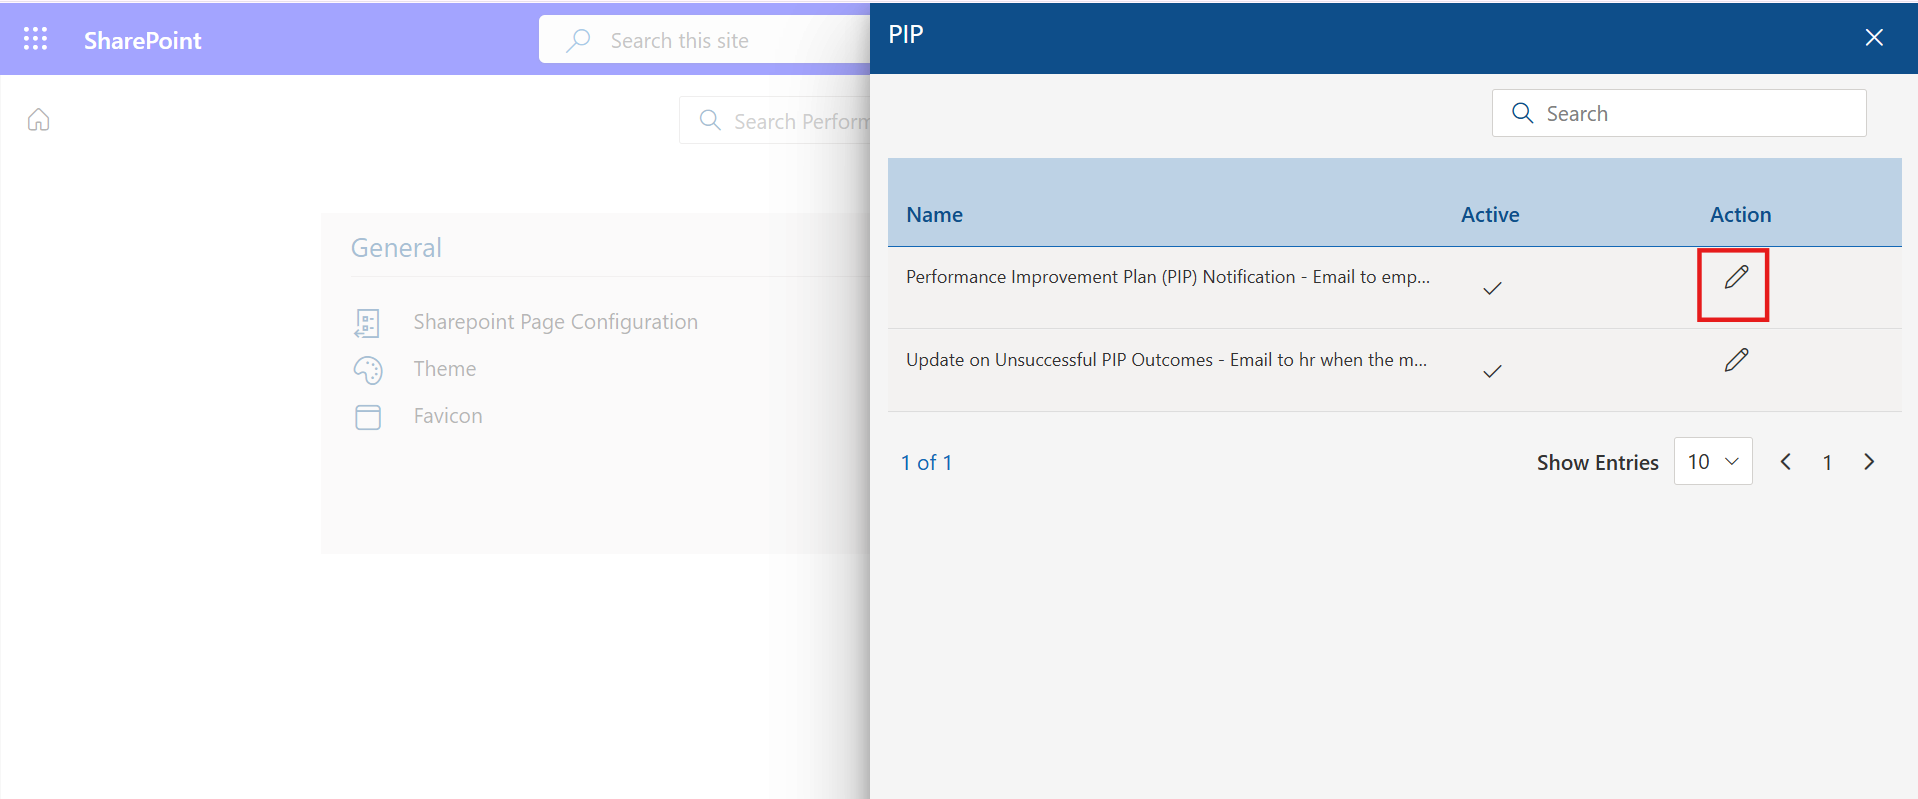 SharePoint
Search this site
Search Perform
General
Sharepoint Page Configuration
Theme
Favicon
PIP
Search
Name Active Action
Performance Improvement Plan (PIP) Notification - Email to emp...
Update on Unsuccessful PIP Outcomes - Email to hr when the m...
1 of 1 Show Entries 10 1